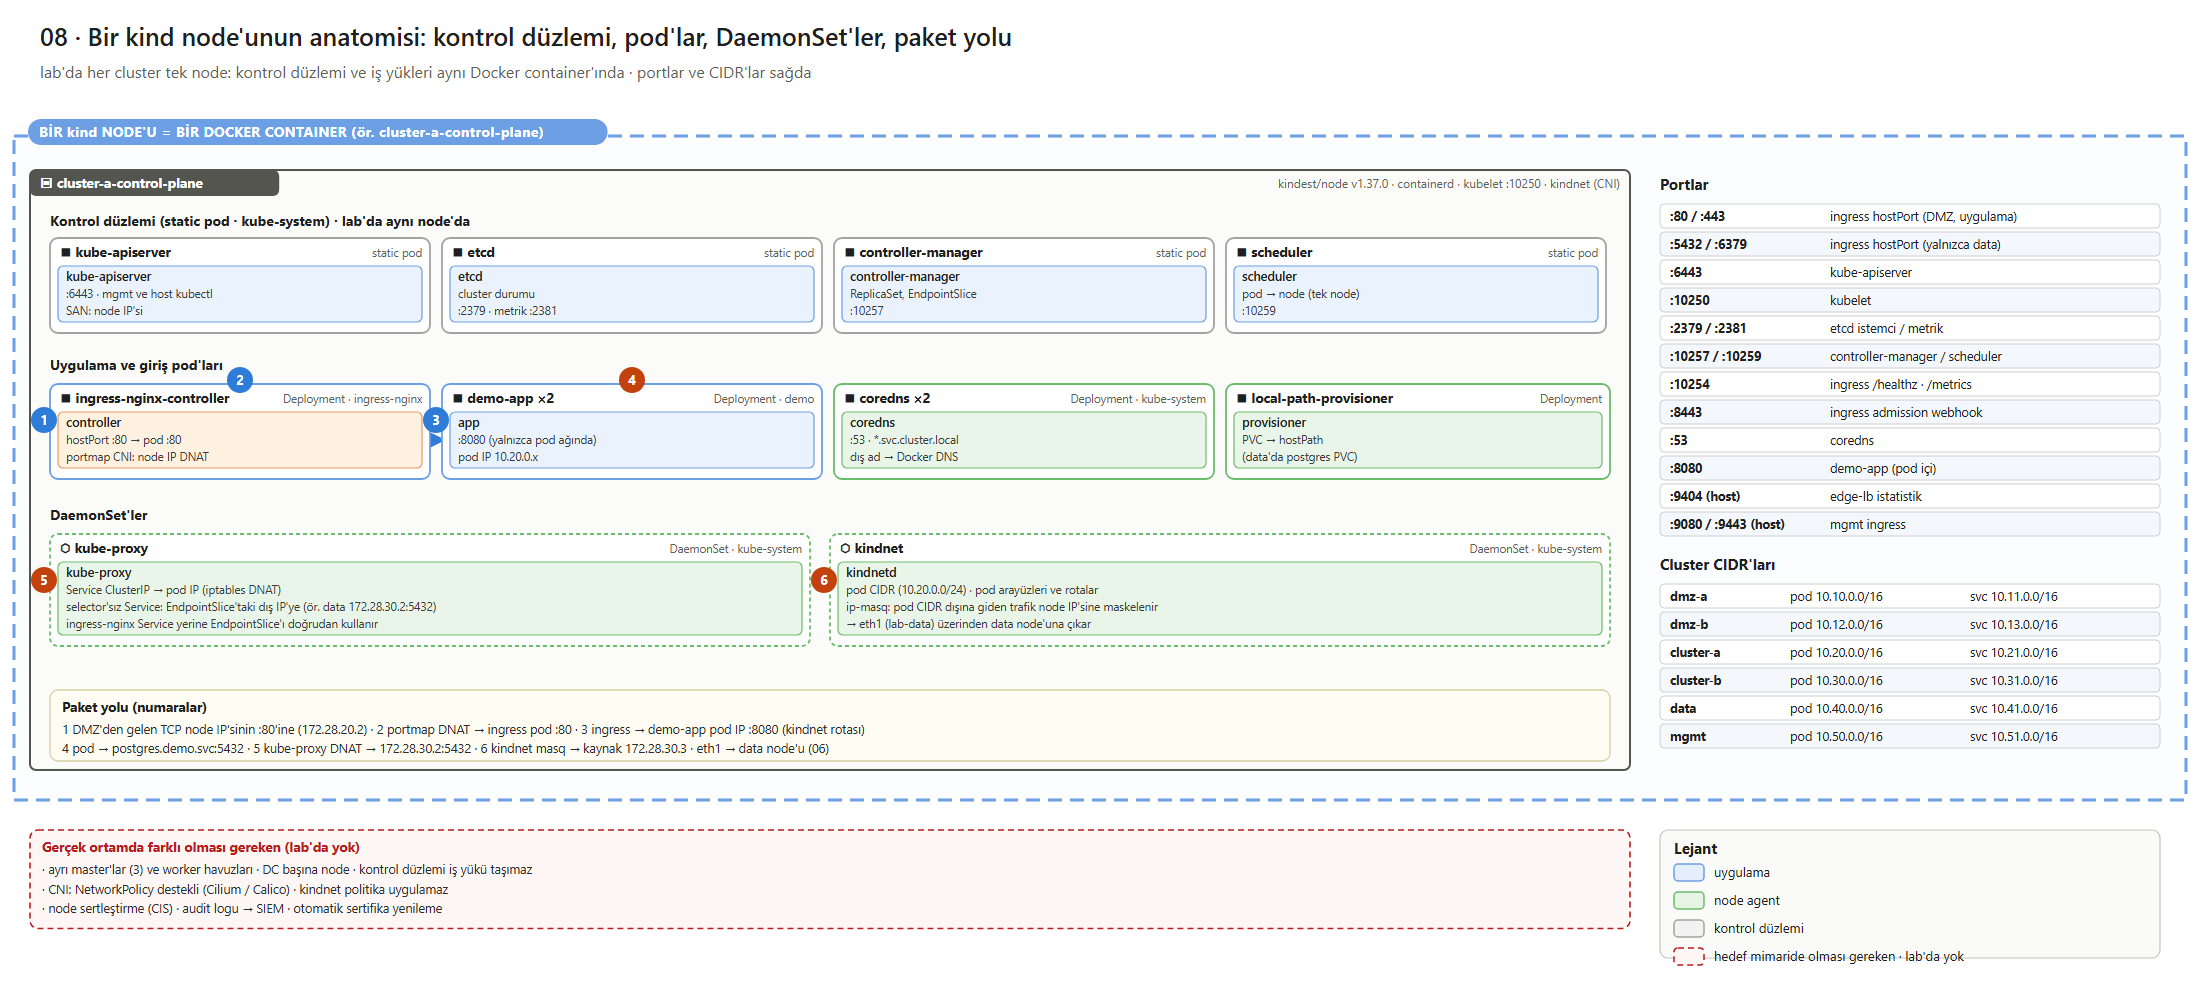 08 · Bir kind node'unun anatomisi: kontrol düzlemi, pod'lar, DaemonSet'ler, paket yolu
lab'da her cluster tek node: kontrol düzlemi ve iş yükleri aynı Docker container'ında · portlar ve CIDR'lar sağda
BİR kind NODE'U = BİR DOCKER CONTAINER (ör. cluster-a-control-plane)
cluster-a-control-plane
kindest/node v1.37.0 · containerd · kubelet :10250 · kindnet (CNI)
Kontrol düzlemi (static pod · kube-system) · lab'da aynı node'da
kube-apiserver static pod
kube-apiserver
:6443 · mgmt ve host kubectl
SAN: node IP'si
etcd static pod
etcd
cluster durumu
:2379 · metrik :2381
controller-manager static pod
controller-manager
ReplicaSet, EndpointSlice
:10257
scheduler static pod
scheduler
pod → node (tek node)
:10259
Uygulama ve giriş pod'ları
2
4
1
3
ingress-nginx-controller Deployment · ingress-nginx
controller
hostPort :80 → pod :80
portmap CNI: node IP DNAT
demo-app ×2 Deployment · demo
app
:8080 (yalnızca pod ağında)
pod IP 10.20.0.x
coredns ×2 Deployment · kube-system
coredns
:53 · *.svc.cluster.local
dış ad → Docker DNS
local-path-provisioner Deployment
provisioner
PVC → hostPath
(data'da postgres PVC)
DaemonSet'ler
5
6
kube-proxy DaemonSet · kube-system
kube-proxy
Service ClusterIP → pod IP (iptables DNAT)
selector'sız Service: EndpointSlice'taki dış IP'ye (ör. data 172.28.30.2:5432)
ingress-nginx Service yerine EndpointSlice'ı doğrudan kullanır
kindnet DaemonSet · kube-system
kindnetd
pod CIDR (10.20.0.0/24) · pod arayüzleri ve rotalar
ip-masq: pod CIDR dışına giden trafik node IP'sine maskelenir
→ eth1 (lab-data) üzerinden data node'una çıkar
Paket yolu (numaralar)
1 DMZ'den gelen TCP node IP'sinin :80'ine (172.28.20.2) · 2 portmap DNAT → ingress pod :80 · 3 ingress → demo-app pod IP :8080 (kindnet rotası)
4 pod → postgres.demo.svc:5432 · 5 kube-proxy DNAT → 172.28.30.2:5432 · 6 kindnet masq → kaynak 172.28.30.3 · eth1 → data node'u (06)
Portlar
:80 / :443 ingress hostPort (DMZ, uygulama)
:5432 / :6379 ingress hostPort (yalnızca data)
:6443 kube-apiserver
:10250 kubelet
:2379 / :2381 etcd istemci / metrik
:10257 / :10259 controller-manager / scheduler
:10254 ingress /healthz · /metrics
:8443 ingress admission webhook
:53 coredns
:8080 demo-app (pod içi)
:9404 (host) edge-lb istatistik
:9080 / :9443 (host) mgmt ingress
Cluster CIDR'ları
dmz-a pod 10.10.0.0/16 svc 10.11.0.0/16
dmz-b pod 10.12.0.0/16 svc 10.13.0.0/16
cluster-a pod 10.20.0.0/16 svc 10.21.0.0/16
cluster-b pod 10.30.0.0/16 svc 10.31.0.0/16
data pod 10.40.0.0/16 svc 10.41.0.0/16
mgmt pod 10.50.0.0/16 svc 10.51.0.0/16
Gerçek ortamda farklı olması gereken (lab'da yok)
· ayrı master'lar (3) ve worker havuzları · DC başına node · kontrol düzlemi iş yükü taşımaz
· CNI: NetworkPolicy destekli (Cilium / Calico) · kindnet politika uygulamaz
· node sertleştirme (CIS) · audit logu → SIEM · otomatik sertifika yenileme
Lejant
uygulama
node agent
kontrol düzlemi
hedef mimaride olması gereken · lab'da yok